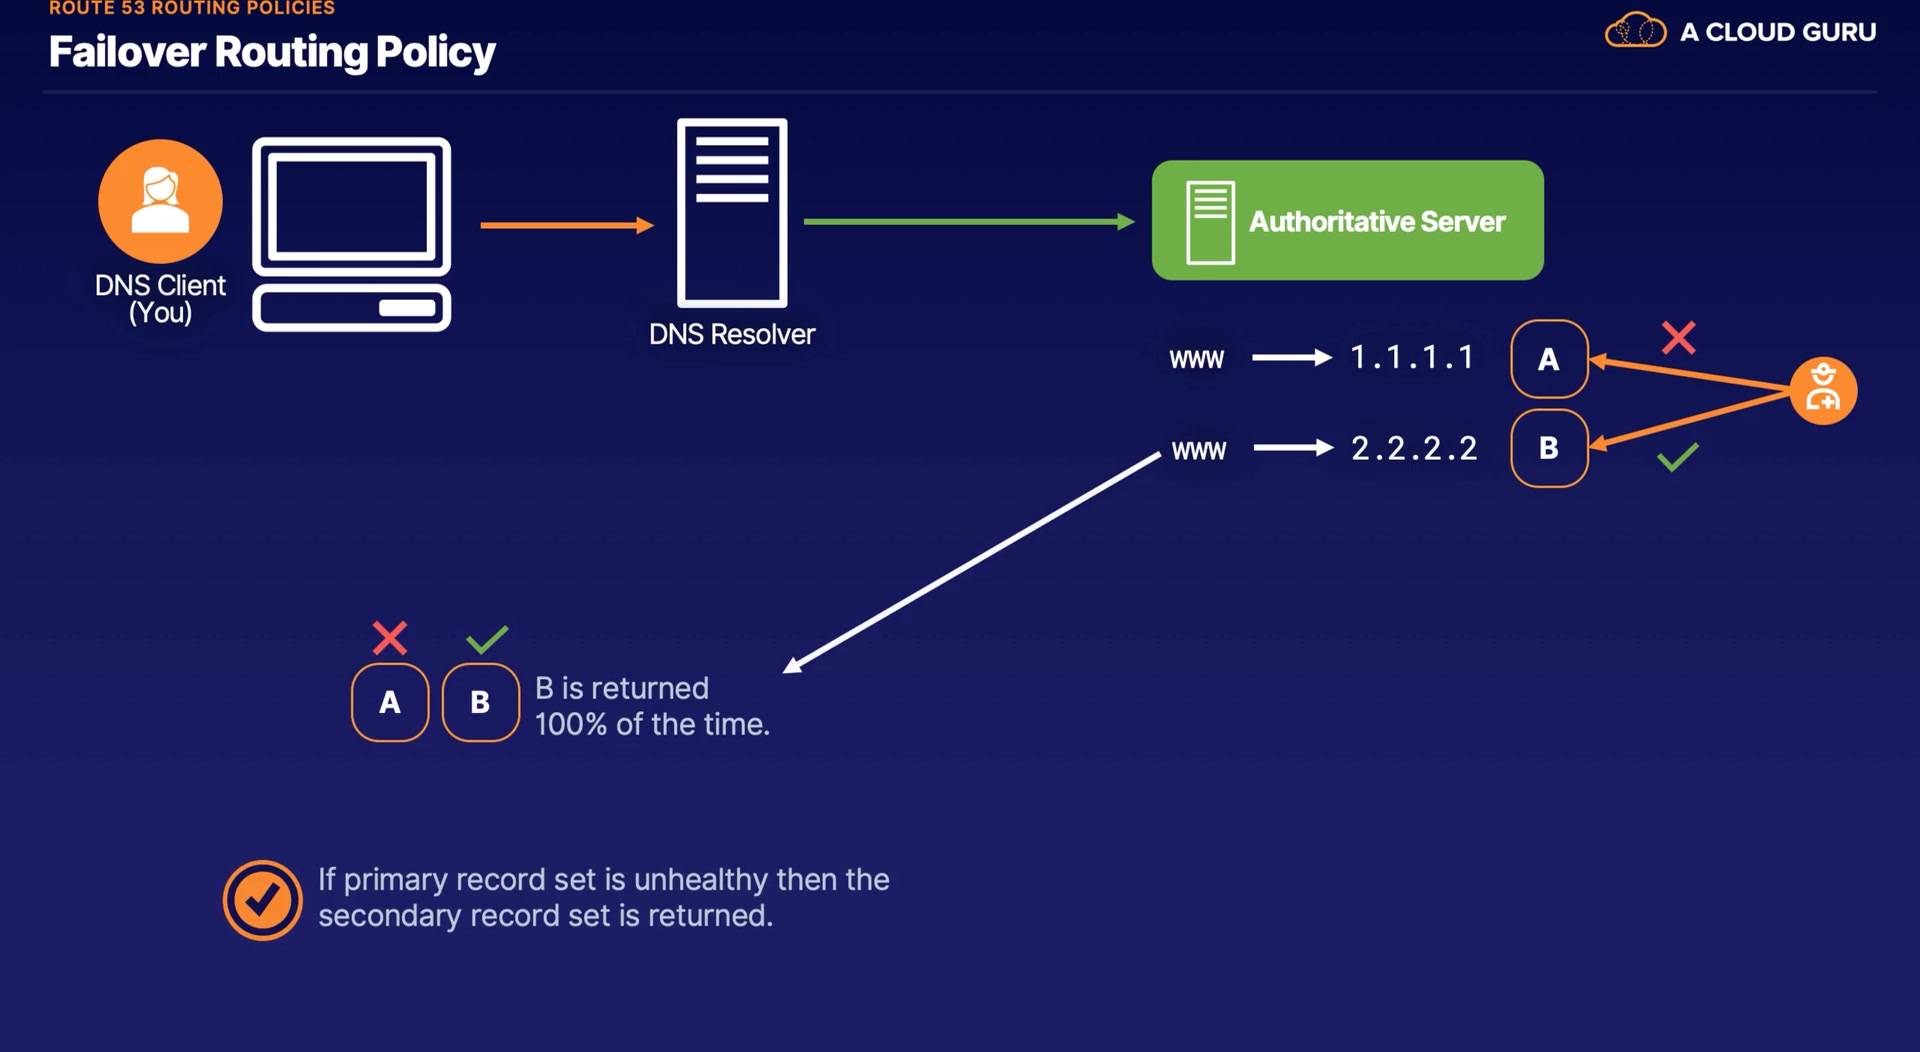 ROUTE 53 ROUTING POLICIES
Failover Routing Policy
A CLOUD GURU
DNS Client
(You)
DNS Resolver
Authoritative Server
www 1.1.1.1 A
www 2.2.2.2 B
A B
B is returned
100% of the time.
If primary record set is unhealthy then the
secondary record set is returned.